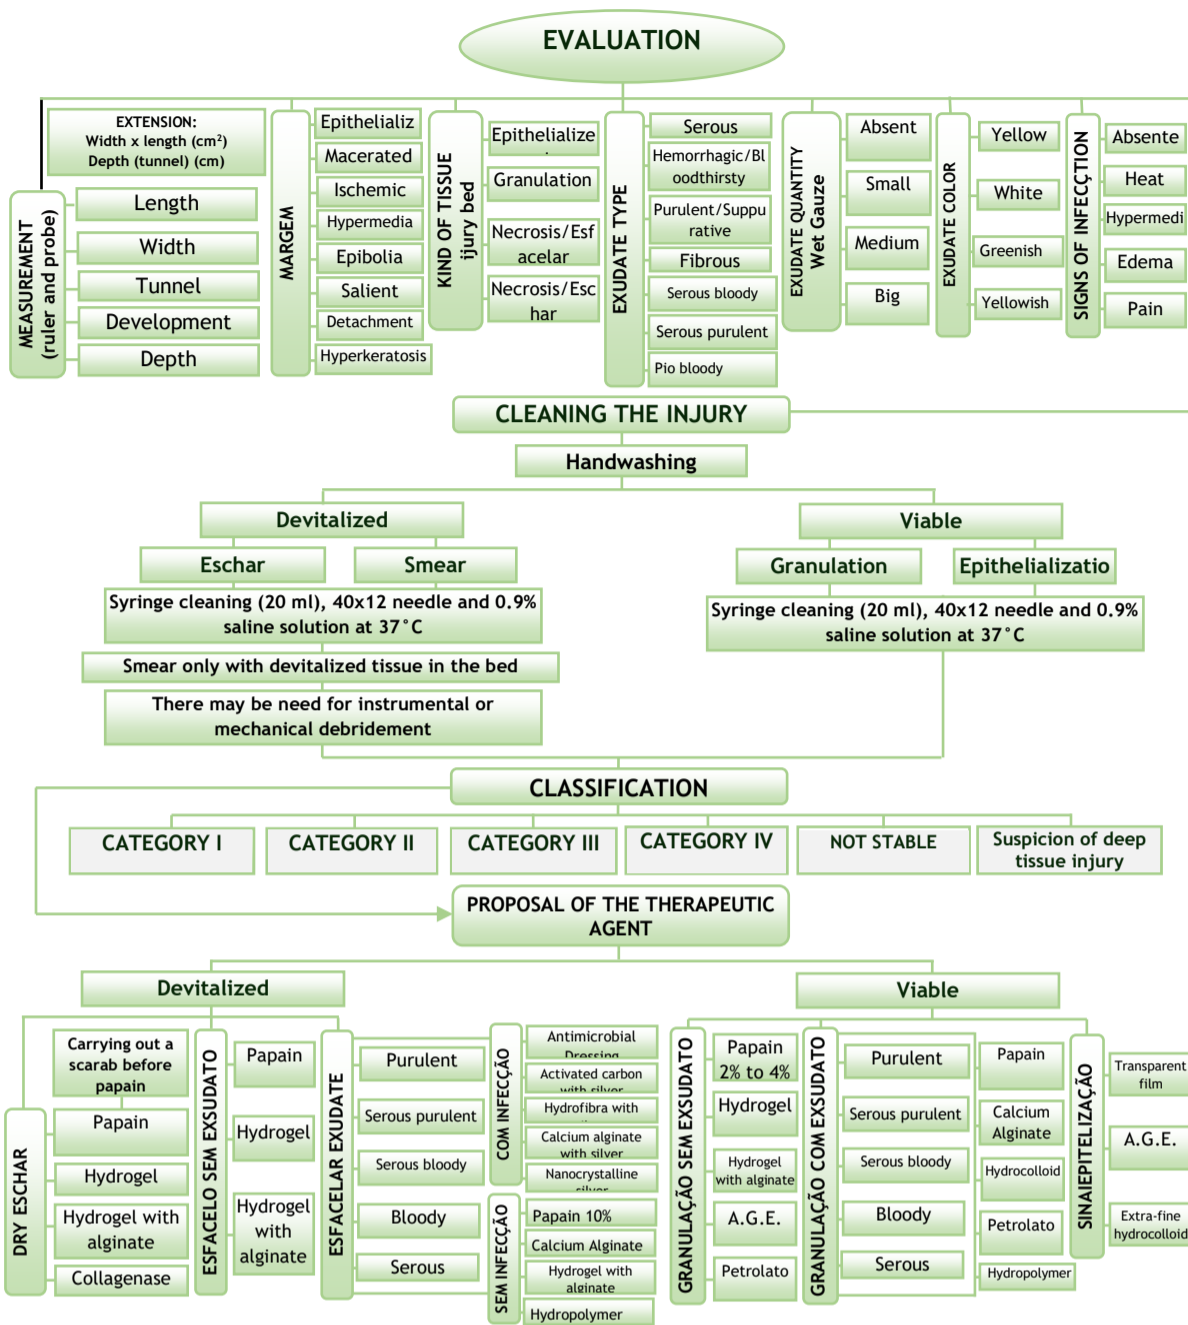 EVALUATION
EXTENSION:
Width x length (cm²)
Depth (tunnel) (cm)
MEASUREMENT
(ruler and probe)
Length
Width
Tunnel
Development
Depth
MARGEM
Epithelializ
Macerated
Ischemic
Hypermedia
Epibolia
Salient
Detachment
Hyperkeratosis
KIND OF TISSUE
ijury bed
Epithelialize
Granulation
Necrosis/Esf
acelar
Necrosis/Esc
har
EXUDATE TYPE
Serous
Hemorrhagic/Bl
oodthirsty
Purulent/Suppu
rative
Fibrous
Serous bloody
Serous purulent
Pio bloody
EXUDATE QUANTITY
Wet Gauze
Absent
Small
Medium
Big
EXUDATE COLOR
Yellow
White
Greenish
Yellowish
SIGNS OF INFECÇTION
Absente
Heat
Hypermedi
Edema
Pain
CLEANING THE INJURY
Handwashing
Devitalized
Viable
Eschar
Smear
Granulation
Epithelializatio
Syringe cleaning (20 ml), 40x12 needle and 0.9%
saline solution at 37°C
Syringe cleaning (20 ml), 40x12 needle and 0.9%
saline solution at 37°C
Smear only with devitalized tissue in the bed
There may be need for instrumental or
mechanical debridement
CLASSIFICATION
CATEGORY I
CATEGORY II
CATEGORY III
CATEGORY IV
NOT STABLE
Suspicion of deep
tissue injury
PROPOSAL OF THE THERAPEUTIC
AGENT
Devitalized
Viable
DRY ESCHAR
Carrying out a
scarab before
papain
Papain
Hydrogel
Hydrogel with
alginate
Collagenase
ESFACELO SEM EXSUDATO
Papain
Hydrogel
Hydrogel
with
alginate
ESFACELAR EXUDATE
Purulent
Serous purulent
Serous bloody
Bloody
Serous
COM INFECÇÃO
Antimicrobial
Dressing
Activated carbon
with silver
Hydrofibra with
Calcium alginate
with silver
Nanocrystalline
silver
SEM INFECÇÃO
Papain 10%
Calcium Alginate
Hydrogel with
alginate
Hydropolymer
GRANULAÇÃO SEM EXSUDATO
Papain
2% to 4%
Hydrogel
Hydrogel
with alginate
A.G.E.
Petrolato
GRANULAÇÃO COM EXSUDATO
Purulent
Serous purulent
Serous bloody
Bloody
Serous
Papain
Calcium
Alginate
Hydrocolloid
Petrolato
Hydropolymer
SINAIEPITELIZAÇÃO
Transparent
film
A.G.E.
Extra-fine
hydrocolloid